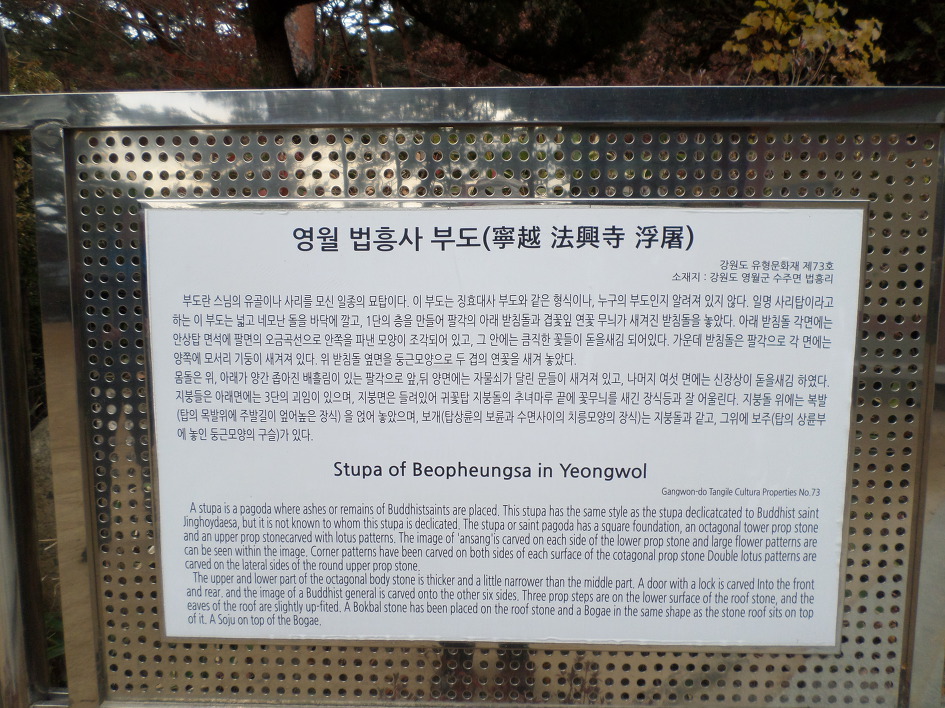 영월 법흥사 부도(寧越 法興寺 浮屠)
강원도 유형문화재 제73호
소재지 : 강원도 영월군 수주면 법흥리
부도란 스님의 유골이나 사리를 모신 일종의 묘탑이다. 이 부도는 징효대사 부도와 같은 형식이나, 누구의 부도인지 알려져 있지 않다. 일명 사리탑이라고
하는 이 부도는 넓고 네모난 돌을 바닥에 깔고, 1단의 층을 만들어 팔각의 아래 받침돌과 겹꽃잎 연꽃 무늬가 새겨진 받침돌을 놓았다. 아래 받침돌 각면에는
안상탑 면석에 팔면의 오금곡선으로 안쪽을 파낸 모양이 조각되어 있고, 그 안에는 큼직한 꽃들이 돋을새김 되어있다. 가운데 받침돌은 팔각으로 각 면에는
양쪽에 모서리 기둥이 새겨져 있다. 위 받침돌 옆면을 둥근모양으로 두 겹의 연꽃을 새겨 놓았다.
몸돌은 위, 아래가 양간 좁아진 배흘림이 있는 팔각으로 앞,뒤 양면에는 자물쇠가 달린 문들이 새겨져 있고, 나머지 여섯 면에는 신장상이 돋을새김 하였다.
지붕들은 아래면에는 3단의 괴임이 있으며, 지붕면은 들려있어 귀꽃탑 지붕돌의 추녀마루 끝에 꽃무늬를 새긴 장식등과 잘 어울린다. 지붕돌 위에는 복발
(탑의 목발위에 주발길이 엎어높은 장식) 을 얹어 놓았으며, 보개(탑상륜의 보륜과 수면사이의 치릉모양의 장식)는 지붕돌과 같고, 그위에 보주(탑의 상륜부
에 놓인 둥근모양의 구슬)가 있다.
Stupa of Beopheungsa in Yeongwol
Gangwon-do Tangile Cultura Properties No.73
A stupa is a pagoda where ashes or remains of Buddhistsaints are placed. This stupa has the same style as the stupa declicatcated to Buddhist saint
Jinghoydaesa, but it is not known to whom this stupa is declicated. The stupa or saint pagoda has a square foundation, an octagonal tower prop stone
and an upper prop stonecarved with lotus patterns. The image of 'ansang'is carved on each side of the lower prop stone and large flower patterns are
can be seen within the image. Corner patterns have been carved on both sides of each surface of the cotagonal prop stone Double lotus patterns are
carved on the lateral sides of the round upper prop stone.
The upper and lower part of the octagonal body stone is thicker and a little narrower than the middle part. A door with a lock is carved Into the front
and rear, and the image of a Buddhist general is carved onto the other six sides. Three prop steps are on the lower surface of the roof stone, and the
eaves of the roof are slightly up-fited. A Bokbal stone has been placed on the roof stone and a Bogae in the same shape as the stone roof sits on top
of it. A Soju on top of the Bogae.